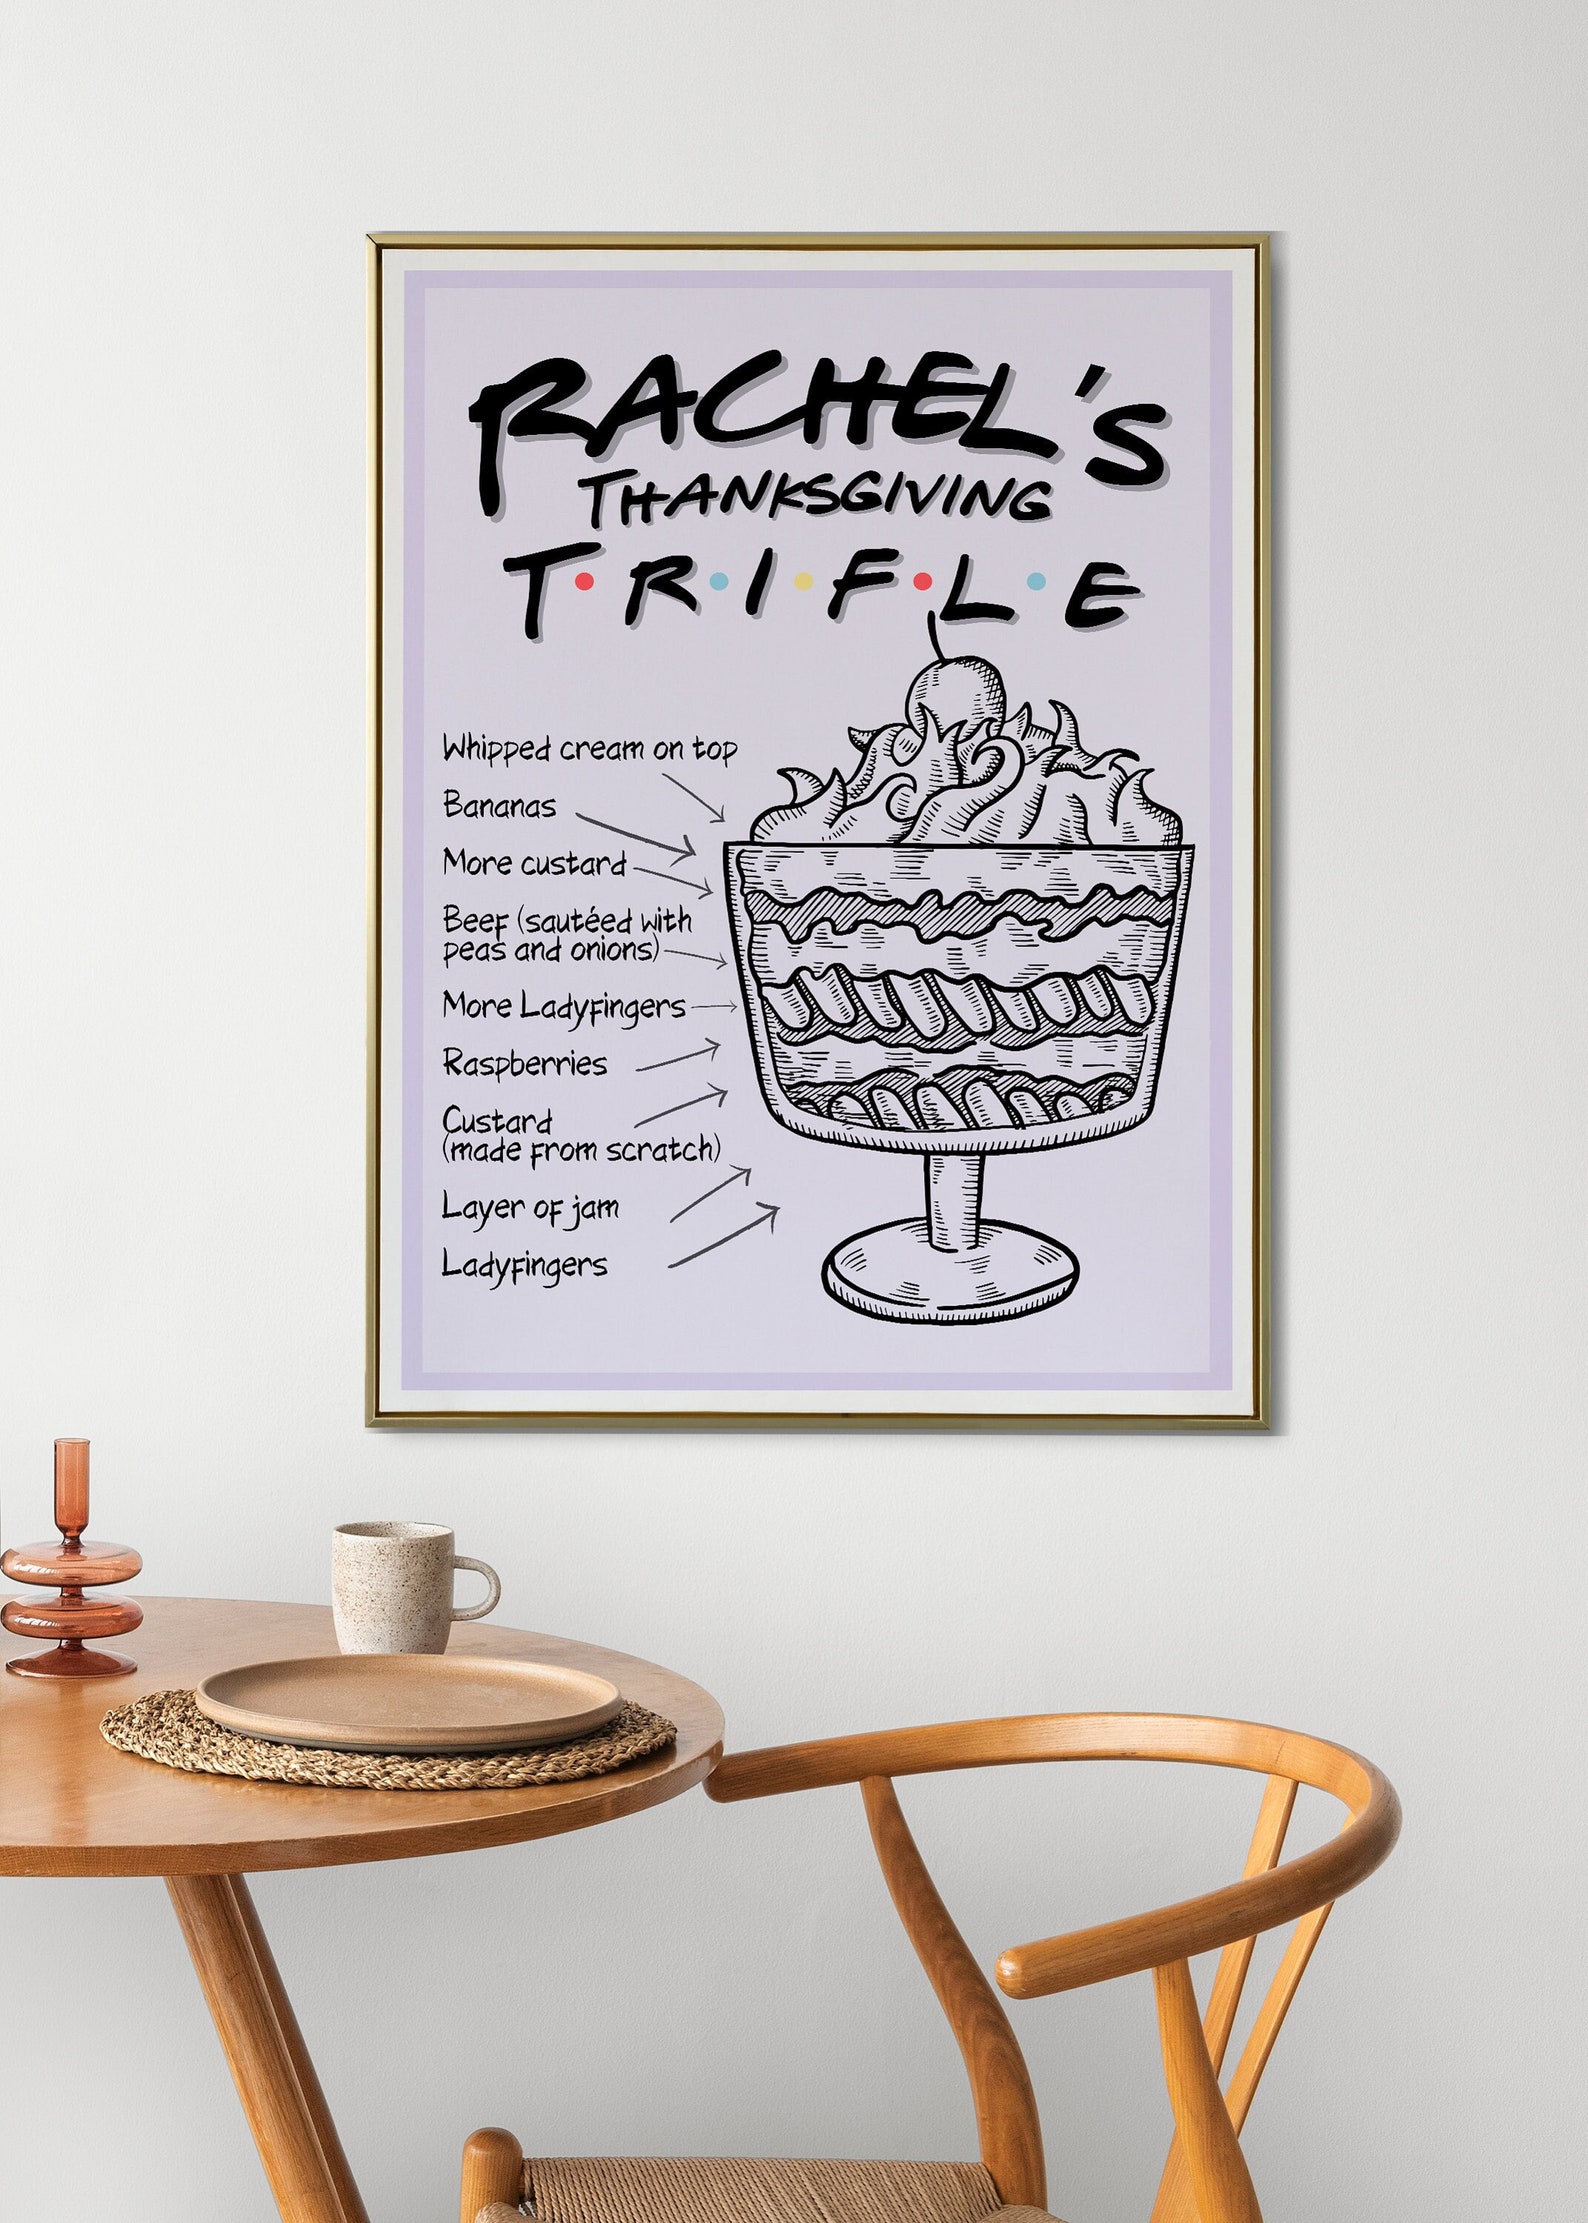 RACHEL'S
THANKSGIVING
T•R•I•F•L•E
Whipped cream on top
Bananas
More custard
Beef (sautéed with
peas and onions)
More Ladyfingers
Raspberries
Custard
(made from scratch)
Layer of jam
Ladyfingers